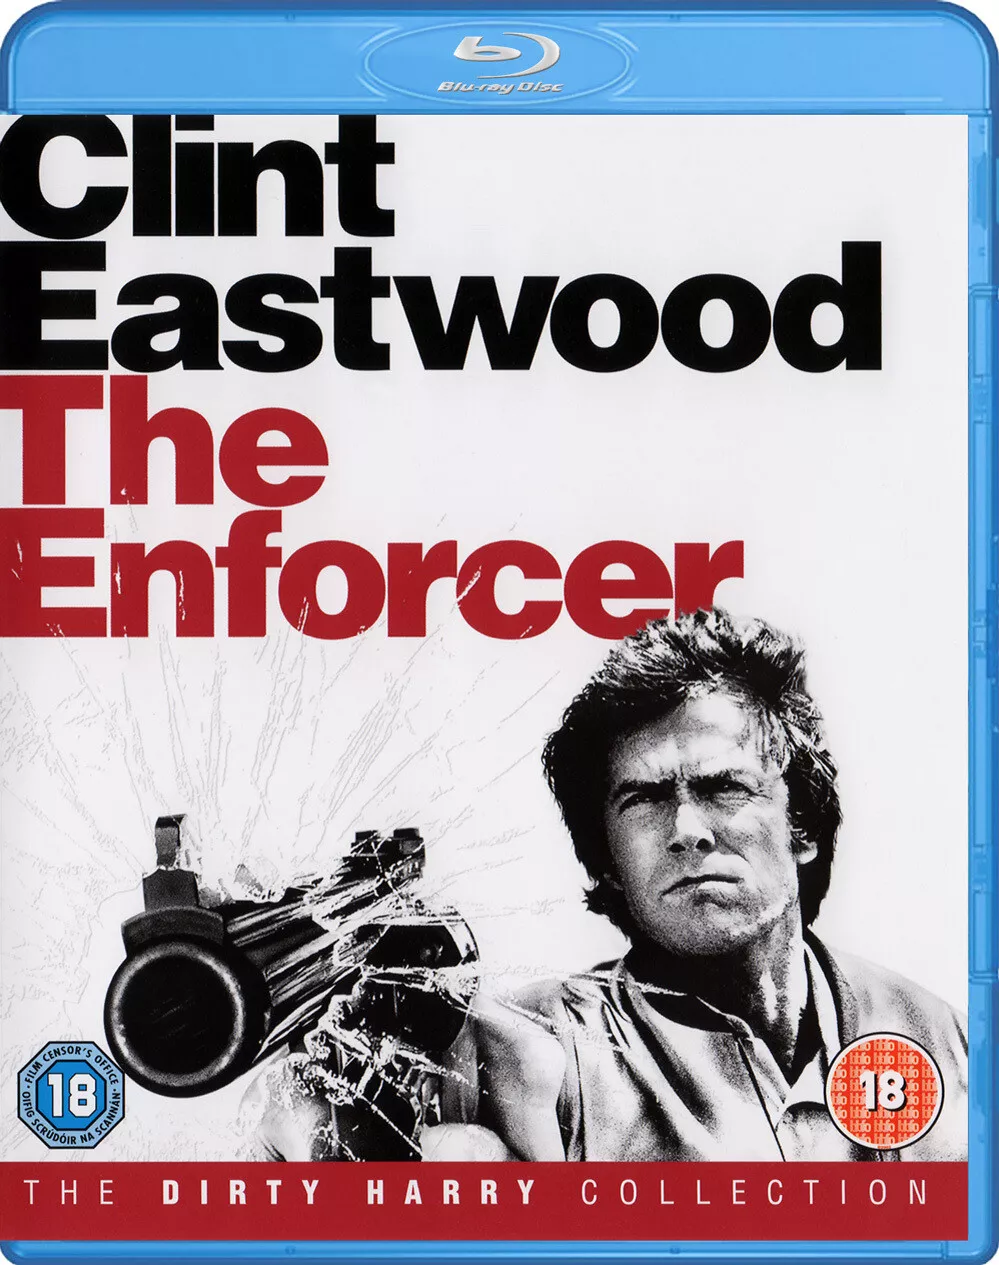 Blu-ray Disc
Clint
Eastwood
The
Enforcer
FILM CENSOR'S OFFICE
18
OIFIG SCRÚDÓIR NA SCANNÁN
18
THE DIRTY HARRY COLLECTION